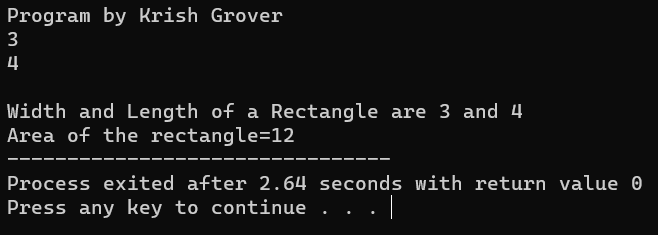 Program by Krish Grover
3
4
Width and Length of a Rectangle are 3 and 4
Area of the rectangle=12
--------------------------------
Process exited after 2.64 seconds with return value 0
Press any key to continue . . .